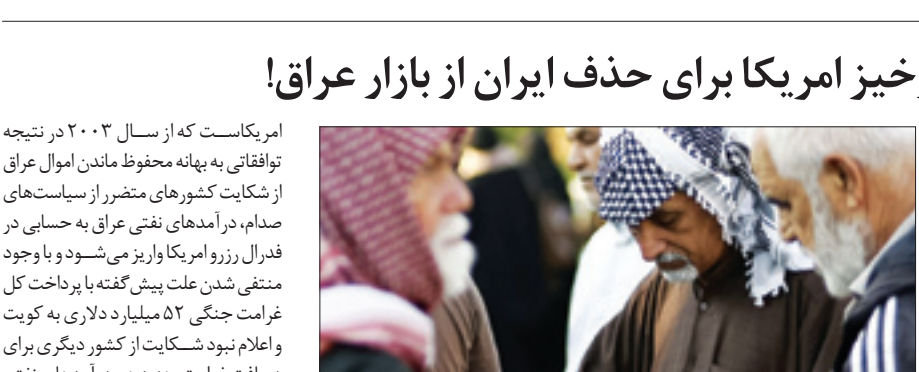 خیز امریکا برای حذف ایران از بازار عراق!
امریکاست که از سال ۲۰۰۳ در نتیجه
توافقاتی به بهانه محفوظ ماندن اموال عراق
از شکایت کشورهای متضرر از سیاست‌های
صدام، درآمدهای نفتی عراق به حسابی در
فدرال رزرو امریکا واریز می‌شود و با وجود
منتفی شدن علت پیش‌گفته با پرداخت کل
غرامت جنگی ۵۲ میلیارد دلاری به کویت
و اعلام نبود شکایت از کشور دیگری برای